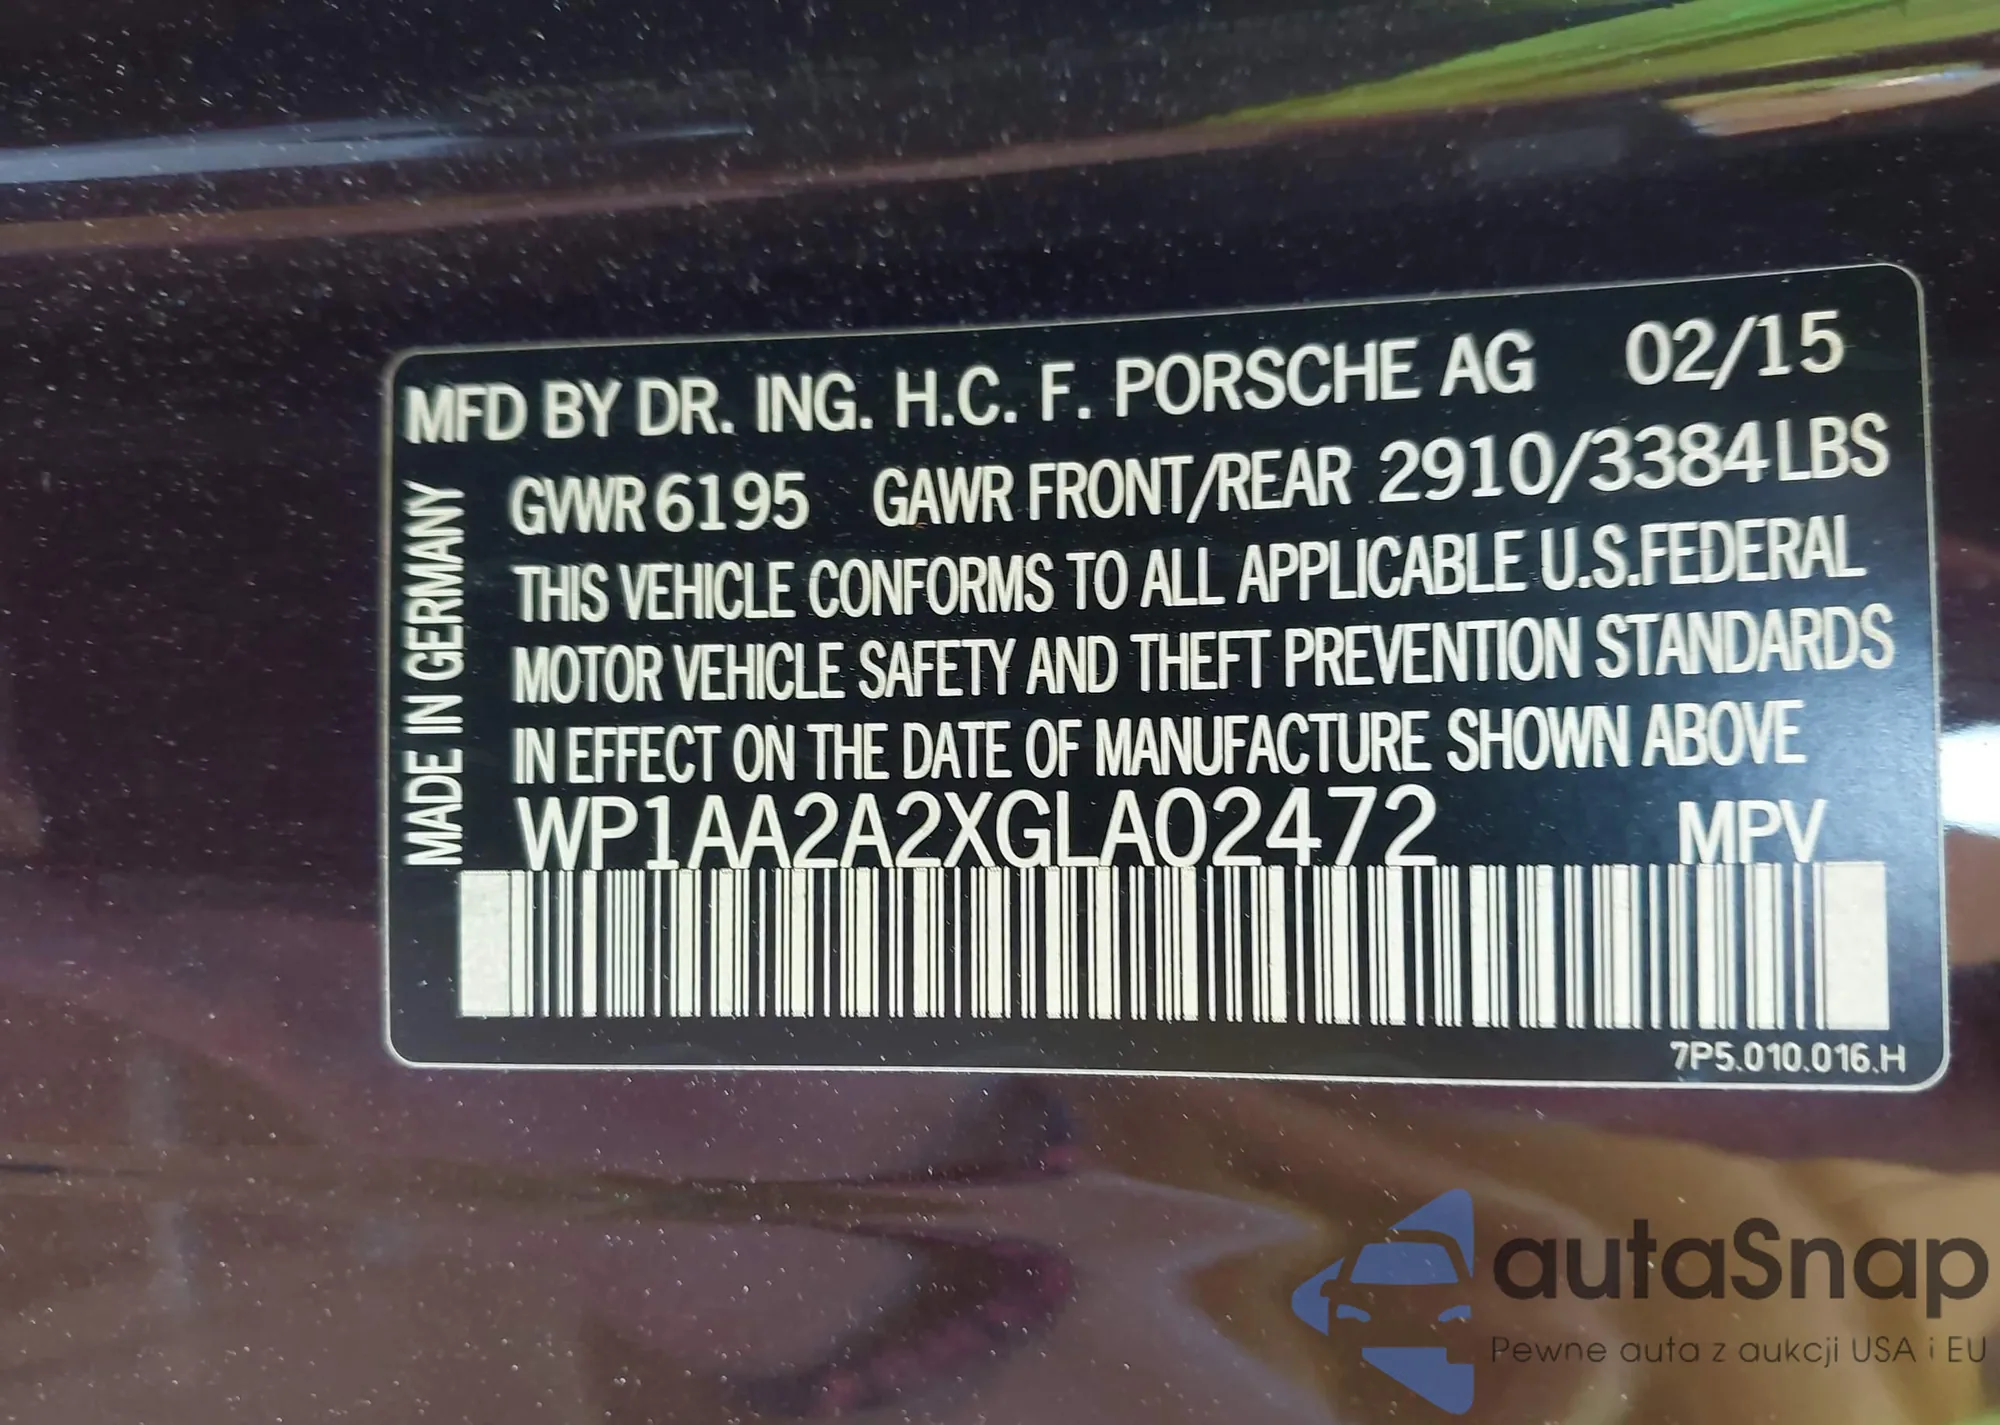 MFD BY DR. ING. H.C. F. PORSCHE AG 02/15
GVWR 6195 GAWR FRONT/REAR 2910/3384LBS
THIS VEHICLE CONFORMS TO ALL APPLICABLE U.S.FEDERAL
MOTOR VEHICLE SAFETY AND THEFT PREVENTION STANDARDS
IN EFFECT ON THE DATE OF MANUFACTURE SHOWN ABOVE
WP1AA2A2XGLA02472 MPV
MADE IN GERMANY
7P5.010.016.H
autaSnap
Pewne auta z aukcji USA i EU